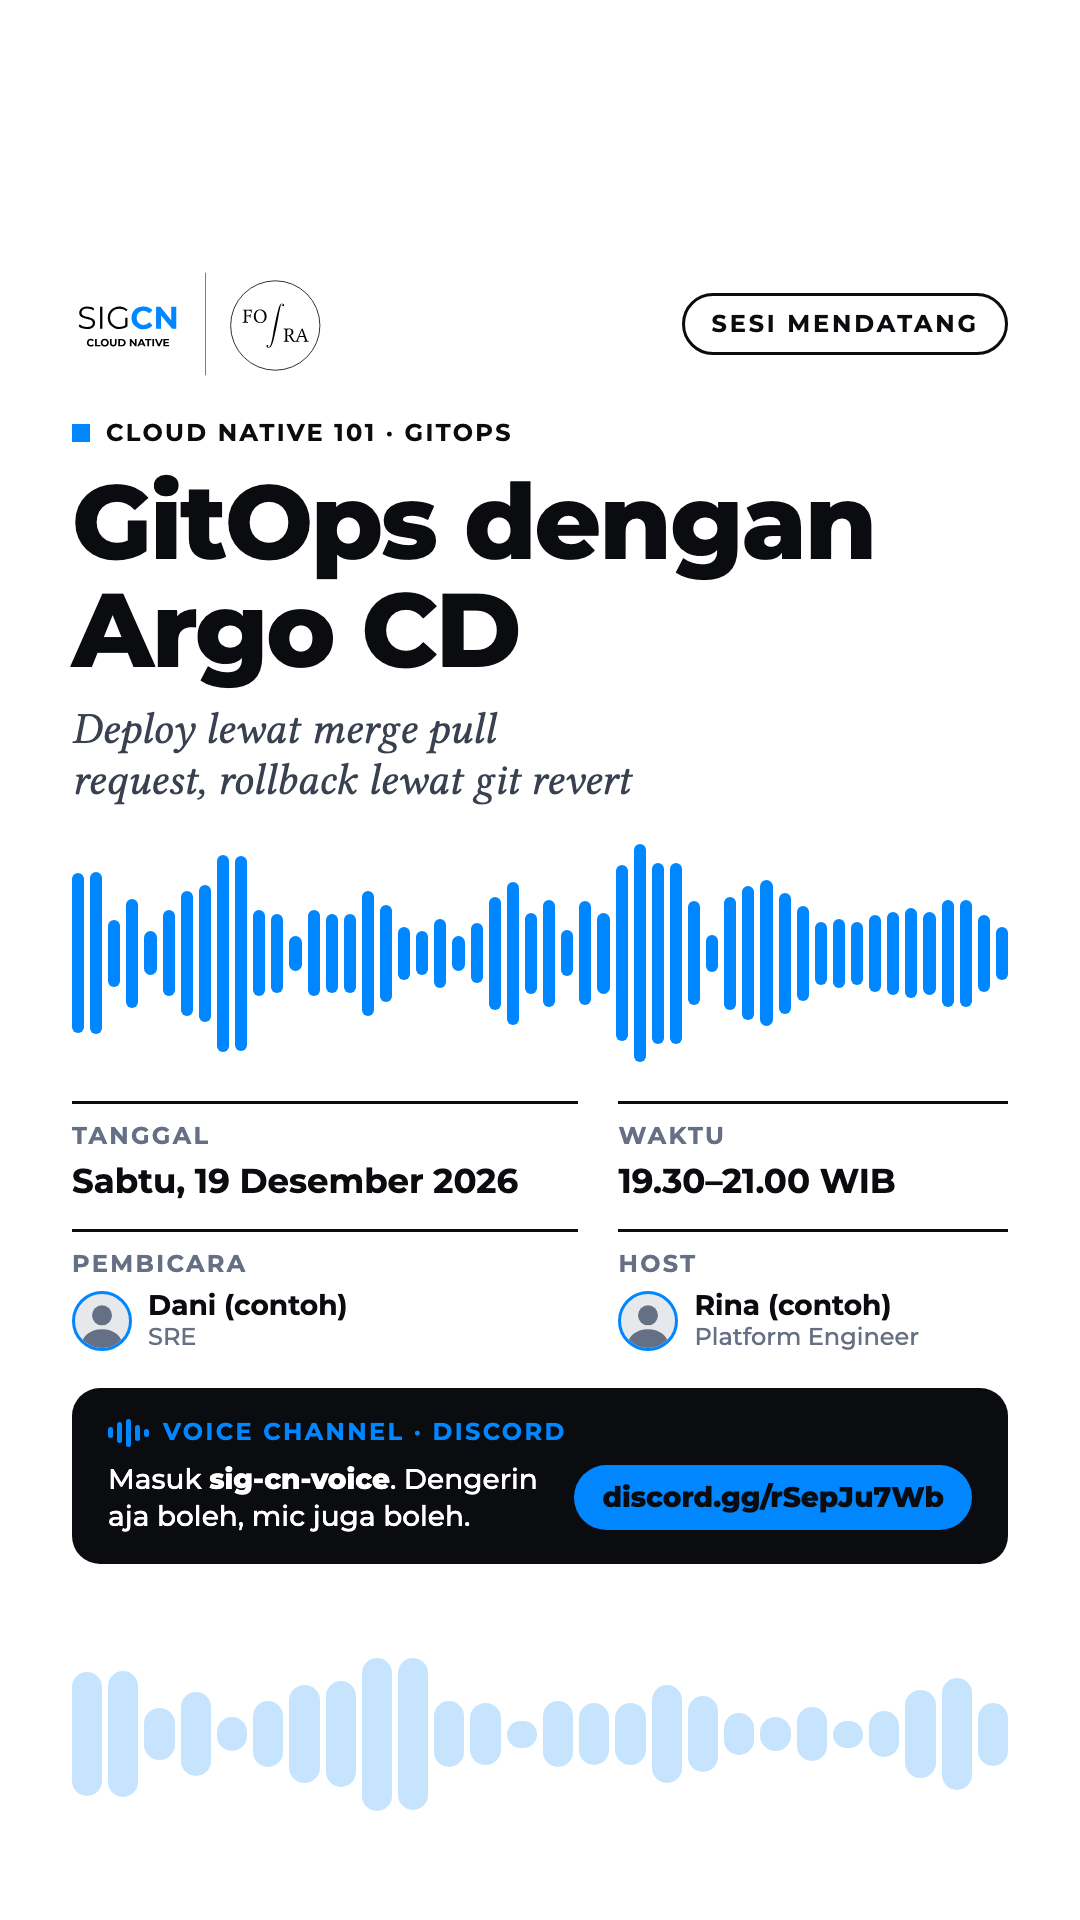 SIGCN
CLOUD NATIVE
FO
RA
SESI MENDATANG
CLOUD NATIVE 101 · GITOPS
GitOps dengan
Argo CD
Deploy lewat merge pull
request, rollback lewat git revert
TANGGAL
Sabtu, 19 Desember 2026
WAKTU
19.30–21.00 WIB
PEMBICARA
Dani (contoh)
SRE
HOST
Rina (contoh)
Platform Engineer
VOICE CHANNEL · DISCORD
Masuk sig-cn-voice. Dengerin
aja boleh, mic juga boleh.
discord.gg/rSepJu7Wb